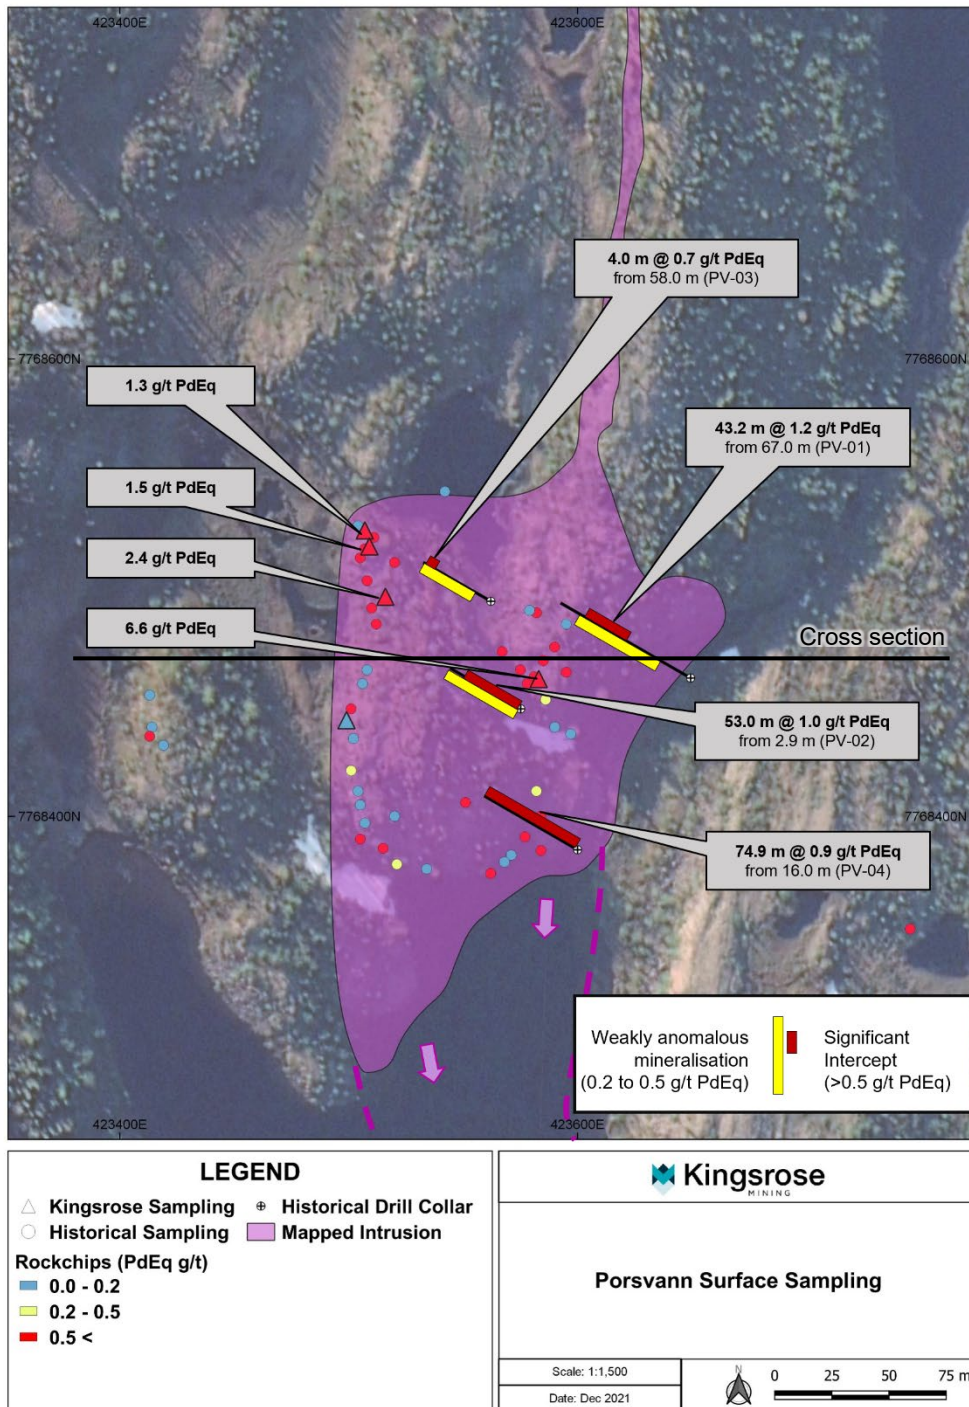 423400E
423600E
4.0 m @ 0.7 g/t PdEq
from 58.0 m (PV-03)
7768600N
7768600N
1.3 g/t PdEq
43.2 m @ 1.2 g/t PdEq
from 67.0 m (PV-01)
1.5 g/t PdEq
2.4 g/t PdEq
6.6 g/t PdEq
Cross section
53.0 m @ 1.0 g/t PdEq
from 2.9 m (PV-02)
7768400N
7768400N
74.9 m @ 0.9 g/t PdEq
from 16.0 m (PV-04)
Weakly anomalous
mineralisation
(0.2 to 0.5 g/t PdEq)
Significant
Intercept
(>0.5 g/t PdEq)
423400E
423600E
LEGEND
Kingsrose Sampling
Historical Drill Collar
Historical Sampling
Mapped Intrusion
Rockchips (PdEq g/t)
0.0 - 0.2
0.2 - 0.5
0.5 <
Kingsrose
MINING
Porsvann Surface Sampling
Scale: 1:1,500
Date: Dec 2021
N
0 25 50 75 m